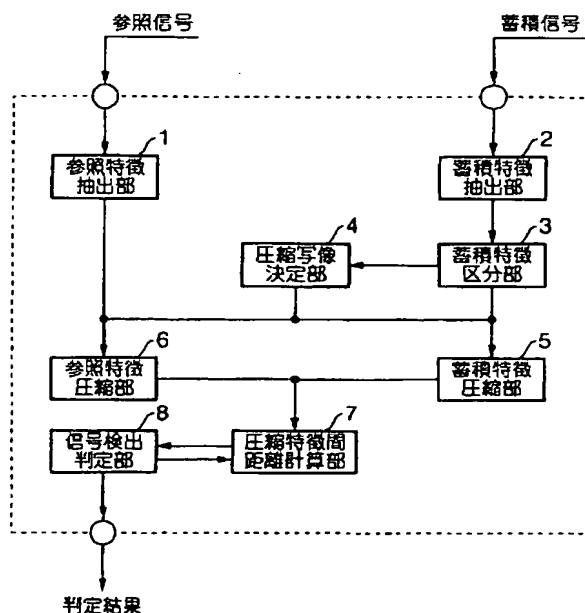 参照信号
蓄積信号
1
参照特徴
抽出部
2
蓄積特徴
抽出部
4
圧縮写像
決定部
3
蓄積特徴
区分部
6
参照特徴
圧縮部
5
蓄積特徴
圧縮部
8
信号検出
判定部
7
圧縮特徴間
距離計算部
判定結果